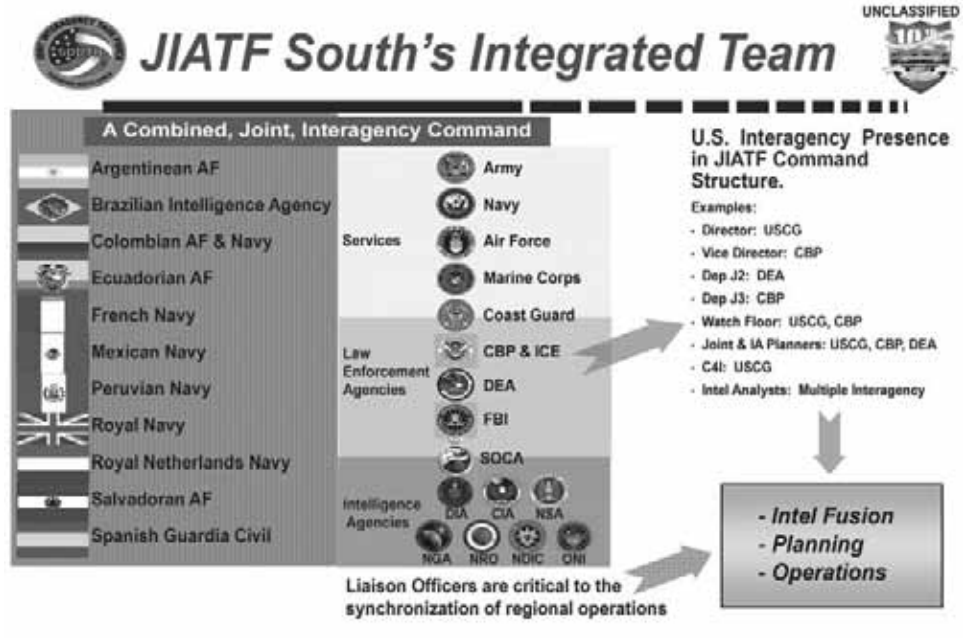 UNCLASSIFIED
JIATF South's Integrated Team
A Combined, Joint, Interagency Command
Argentinean AF
Brazilian Intelligence Agency
Colombian AF & Navy
Ecuadorian AF
French Navy
Mexican Navy
Peruvian Navy
Royal Navy
Royal Netherlands Navy
Salvadoran AF
Spanish Guardia Civil
Services
Army
Navy
Air Force
Marine Corps
Coast Guard
Law
Enforcement
Agencies
CBP & ICE
DEA
FBI
SOCA
Intelligence
Agencies
DIA CIA NSA
NGA NRO NDIC ONI
U.S. Interagency Presence
in JIATF Command
Structure.
Examples:
- Director: USCG
- Vice Director: CBP
- Dep J2: DEA
- Dep J3: CBP
- Watch Floor: USCG, CBP
- Joint & IA Planners: USCG, CBP, DEA
- C4I: USCG
- Intel Analysts: Multiple Interagency
- Intel Fusion
- Planning
- Operations
Liaison Officers are critical to the
synchronization of regional operations